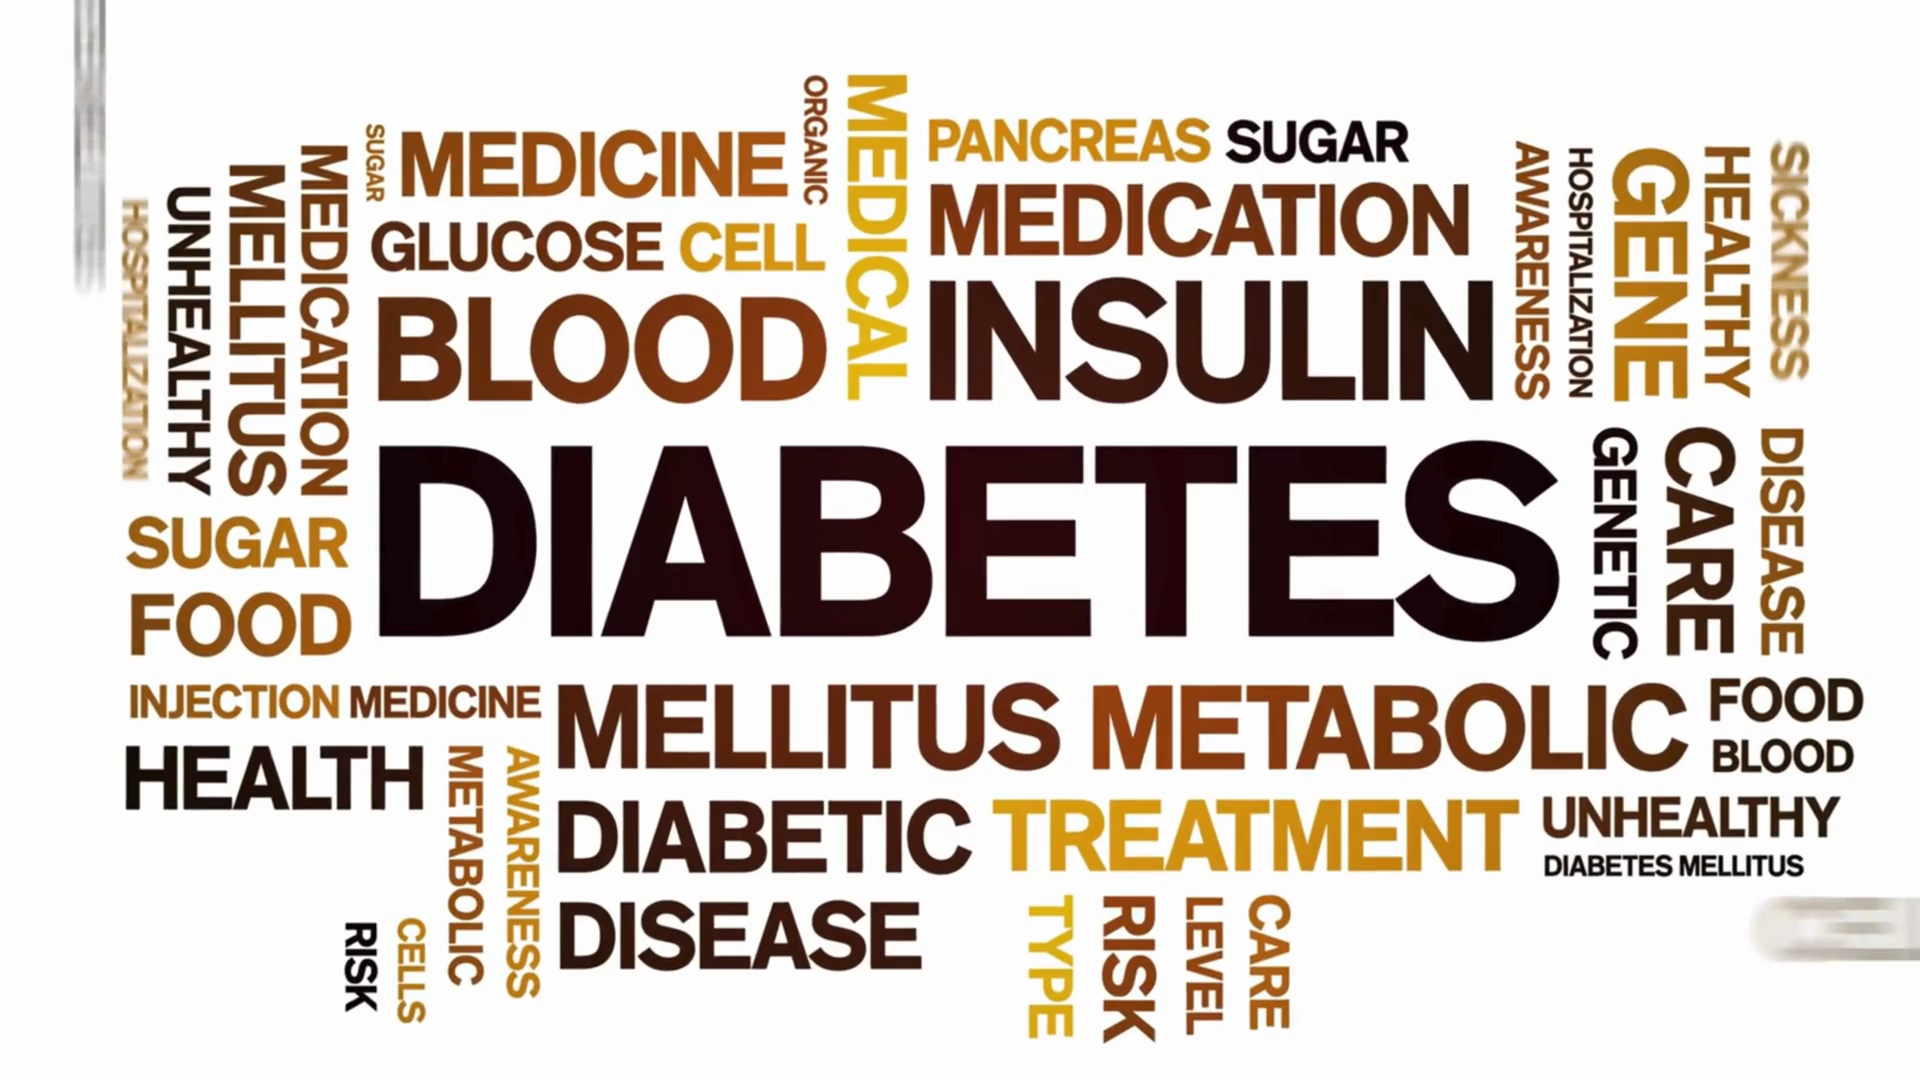 HOSPITALIZATION
UNHEALTHY
MELLITUS
MEDICATION
SUGAR
MEDICINE
ORGANIC
MEDICAL
PANCREAS SUGAR
GLUCOSE CELL
MEDICATION
BLOOD
INSULIN
AWARENESS
HOSPITALIZATION
GENE
HEALTHY
SICKNESS
SUGAR
FOOD
DIABETES
GENETIC
CARE
DISEASE
INJECTION MEDICINE
MELLITUS METABOLIC
FOOD
BLOOD
HEALTH
METABOLIC
AWARENESS
DIABETIC TREATMENT
UNHEALTHY
DIABETES MELLITUS
RISK
CELLS
DISEASE
TYPE
RISK
LEVEL
CARE